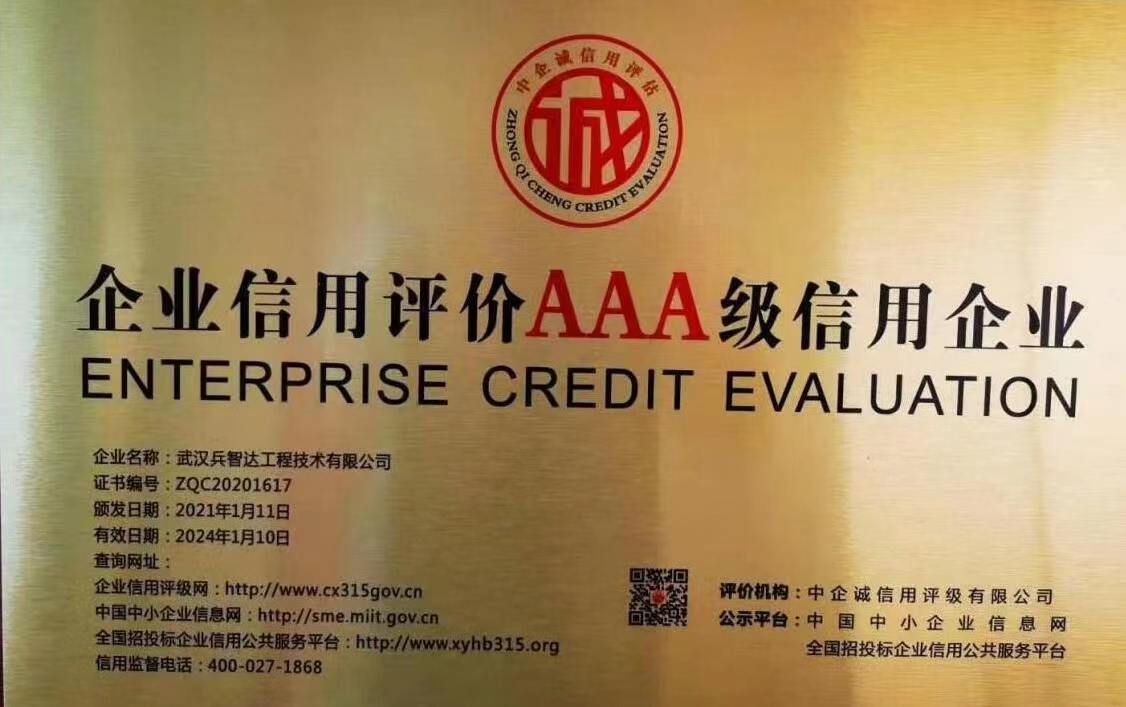 中企诚信用评估
诚
ZHONG QI CHENG CREDIT EVALUATION
企业信用评价AAA级信用企业
ENTERPRISE CREDIT EVALUATION
企业名称：武汉兵智达工程技术有限公司
证书编号：ZQC20201617
颁发日期：2021年1月11日
有效日期：2024年1月10日
查询网址：
企业信用评级网：http://www.cx315gov.cn
中国中小企业信息网：http://sme.miit.gov.cn
全国招投标企业信用公共服务平台：http://www.xyhb315.org
信用监督电话：400-027-1868
评价机构：中企诚信用评级有限公司
公示平台：中国中小企业信息网
全国招投标企业信用公共服务平台